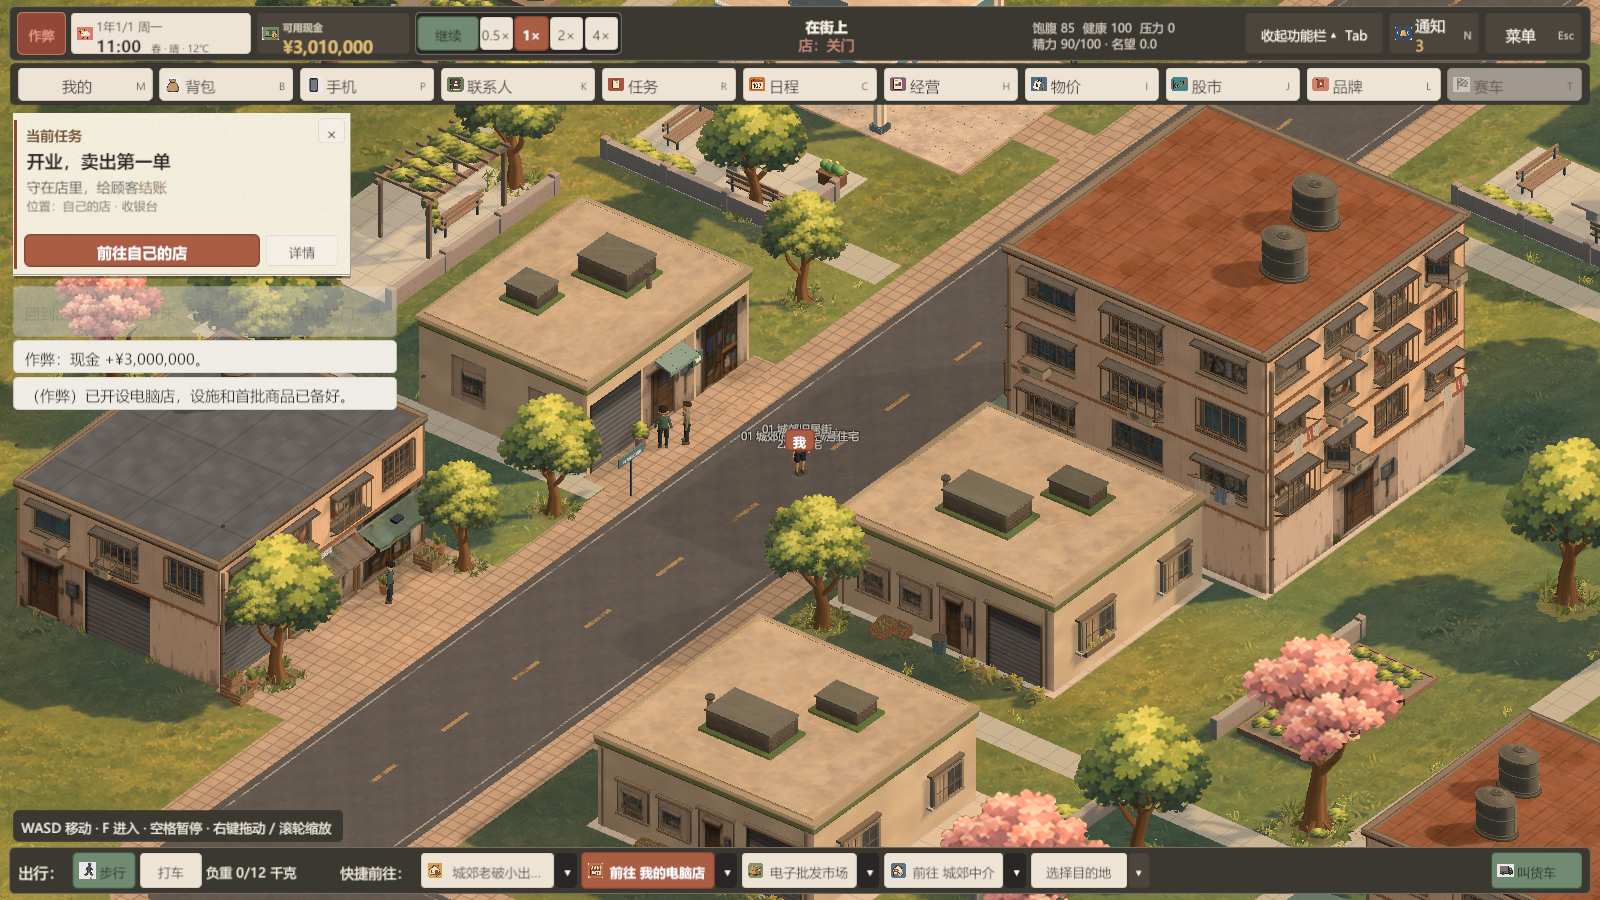 作弊
1年1/1 周一
11:00 春·晴·12℃
可用现金
¥3,010,000
继续 0.5× 1× 2× 4×
在街上
店：关门
饱腹 85 健康 100 压力 0
精力 90/100 · 名望 0.0
收起功能栏 ▴ Tab
通知
3 N
菜单 Esc
我的 M
背包 B
手机 P
联系人 K
任务 R
日程 C
经营 H
物价 I
股市 J
品牌 L
赛车 T
当前任务 ×
开业，卖出第一单
守在店里，给顾客结账
位置：自己的店 · 收银台
前往自己的店 详情
作弊：现金 +¥3,000,000。
（作弊）已开设电脑店，设施和首批商品已备好。
我
WASD 移动 · F 进入 · 空格暂停 · 右键拖动 / 滚轮缩放
出行： 步行 打车 负重 0/12 千克 快捷前往： 城郊老破小出... ▾ 前往 我的电脑店 ▾ 电子批发市场 ▾ 前往 城郊中介 ▾ 选择目的地 ▾ 叫货车